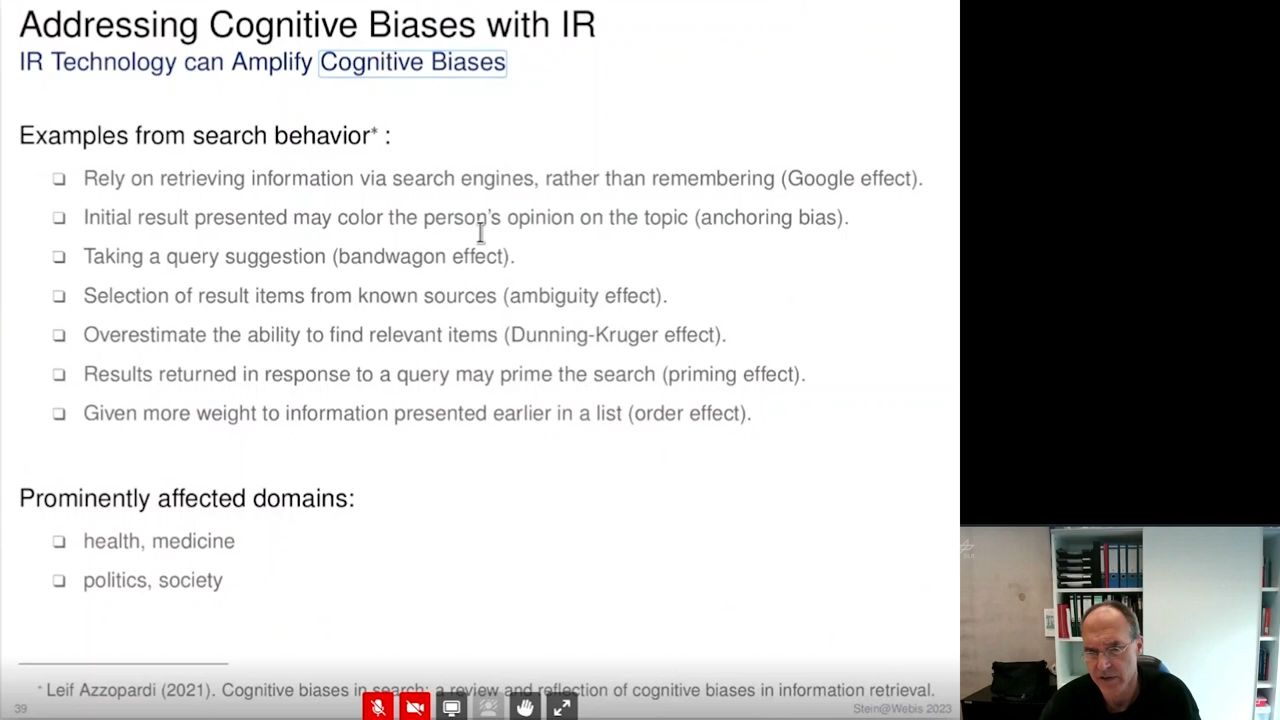 Addressing Cognitive Biases with IR
IR Technology can Amplify Cognitive Biases
Examples from search behavior* :
❏ Rely on retrieving information via search engines, rather than remembering (Google effect).
❏ Initial result presented may color the person's opinion on the topic (anchoring bias).
❏ Taking a query suggestion (bandwagon effect).
❏ Selection of result items from known sources (ambiguity effect).
❏ Overestimate the ability to find relevant items (Dunning-Kruger effect).
❏ Results returned in response to a query may prime the search (priming effect).
❏ Given more weight to information presented earlier in a list (order effect).
Prominently affected domains:
❏ health, medicine
❏ politics, society
* Leif Azzopardi (2021). Cognitive biases in search: a review and reflection of cognitive biases in information retrieval.
39
Stein@Webis 2023